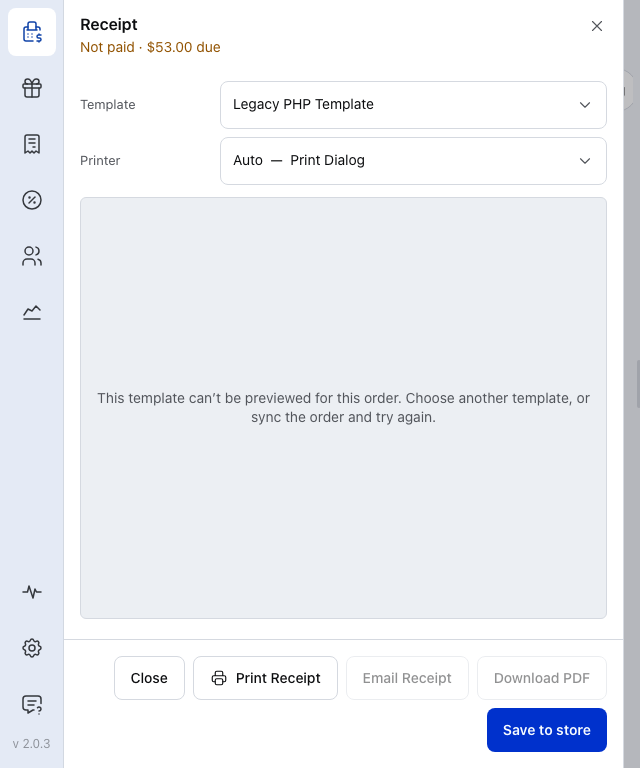 Receipt
Not paid · $53.00 due
Template
Legacy PHP Template
Printer
Auto — Print Dialog
This template can’t be previewed for this order. Choose another template, or
sync the order and try again.
Close
Print Receipt
Email Receipt
Download PDF
Save to store
v 2.0.3